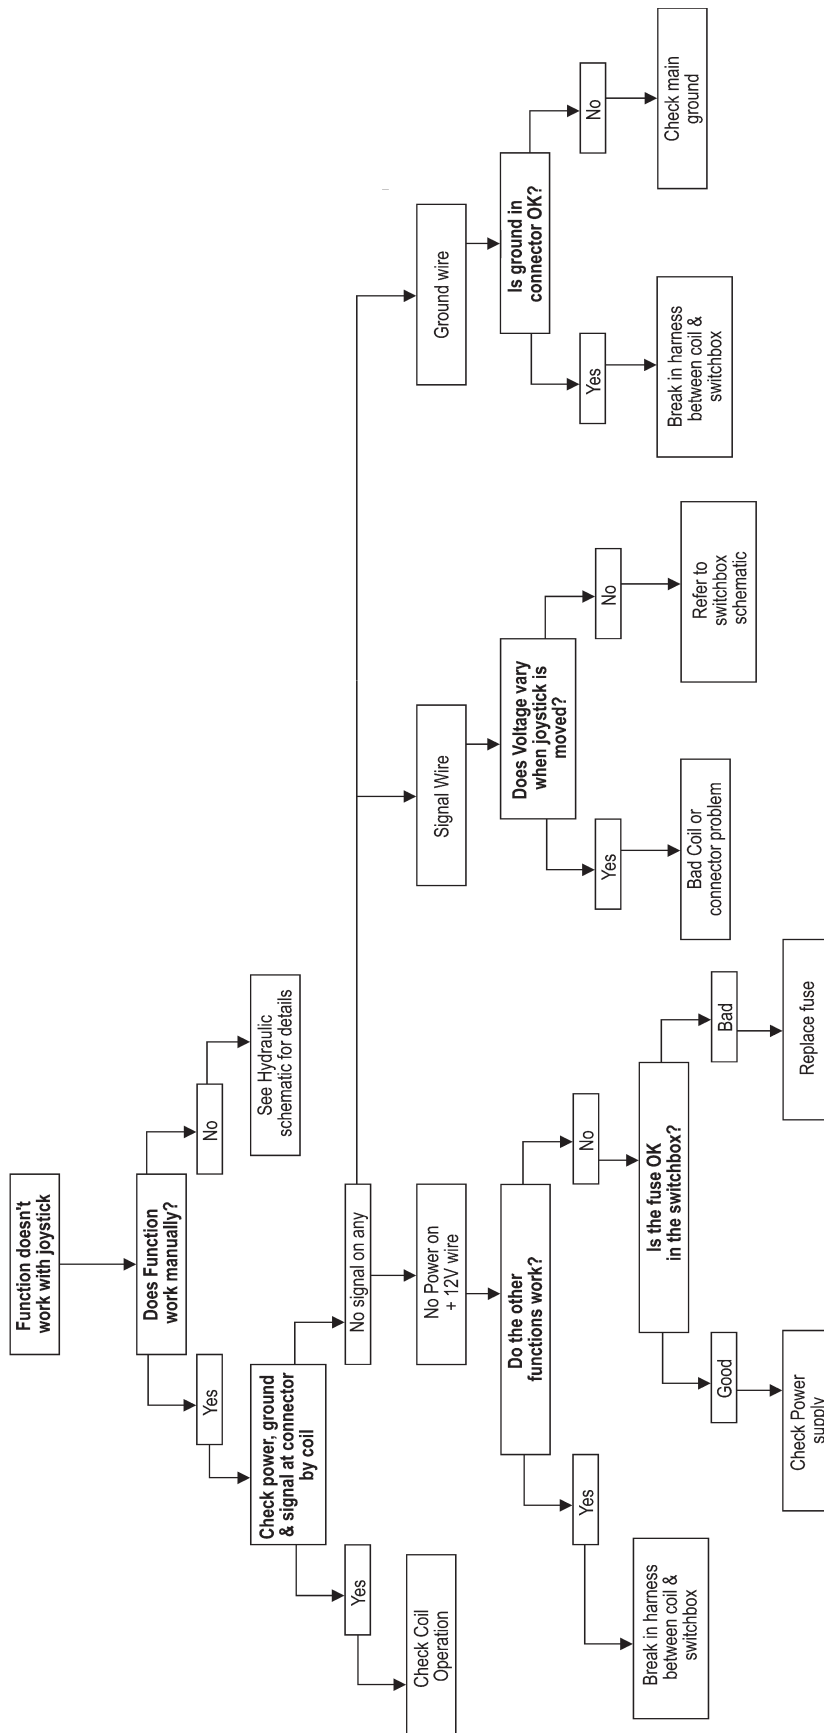 Function doesn't
work with joystick
Does Function
work manually?
Yes
No
Check power, ground
& signal at connector
by coil
See Hydraulic
schematic for details
Yes
No signal on any
Check Coil
Operation
No Power on
+ 12V wire
Signal Wire
Ground wire
Do the other
functions work?
Does Voltage vary
when joystick is
moved?
Is ground in
connector OK?
Yes
No
Yes
No
Yes
No
Break in harness
between coil &
switchbox
Is the fuse OK
in the switchbox?
Bad Coil or
connector problem
Refer to
switchbox
schematic
Break in harness
between coil &
switchbox
Check main
ground
Good
Bad
Check Power
supply
Replace fuse